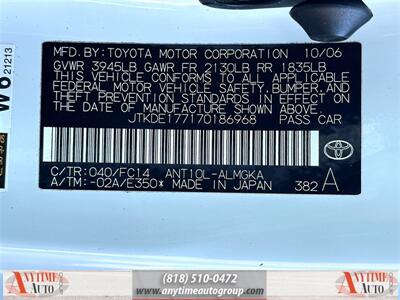 MFD. BY: TOYOTA MOTOR CORPORATION 10/06
GVWR 3945LB GAWR FR 2130LB RR 1835LB
THIS VEHICLE CONFORMS TO ALL APPLICABLE
FEDERAL MOTOR VEHICLE SAFETY, BUMPER, AND
THEFT PREVENTION STANDARDS IN EFFECT ON
THE DATE OF MANUFACTURE SHOWN ABOVE.
JTKDE177170186968 PASS CAR
C/TR: 040/FC14 ANT10L-ALMGKA
A/TM: -02A/E350* MADE IN JAPAN 382 A
TOYOTA
W6
21213
ANYTIME AUTO
(818) 510-0472
www.anytimeautogroup.com
ANYTIME AUTO